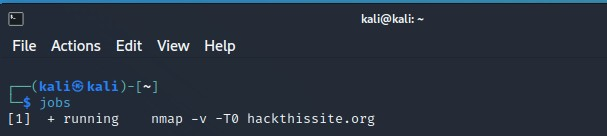 kali@kali: ~
File Actions Edit View Help
┌──(kali㉿kali)-[~]
└─$ jobs
[1]  + running    nmap -v -T0 hackthissite.org